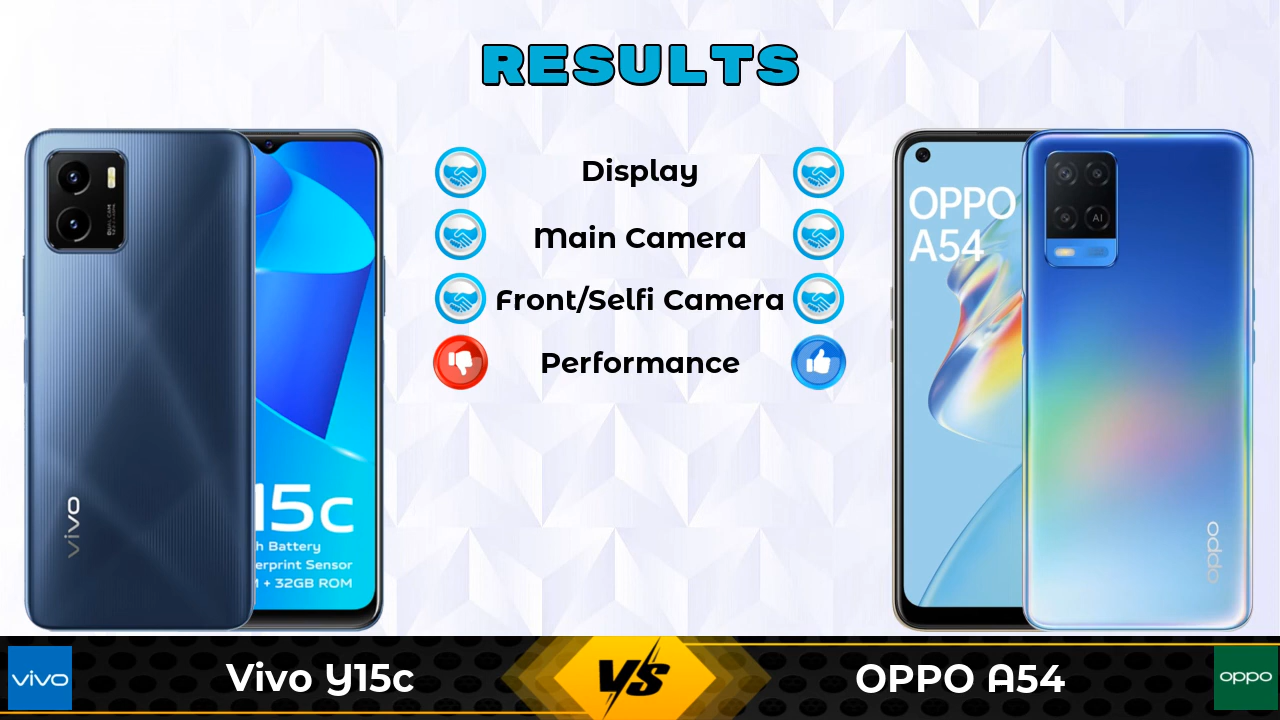 RESULTS
Display
Main Camera
Front/Selfi Camera
Performance
vivo
15c
h Battery
erprint Sensor
+ 32GB ROM
OPPO
A54
AI
oppo
vivo
Vivo Y15c
VS
OPPO A54
oppo